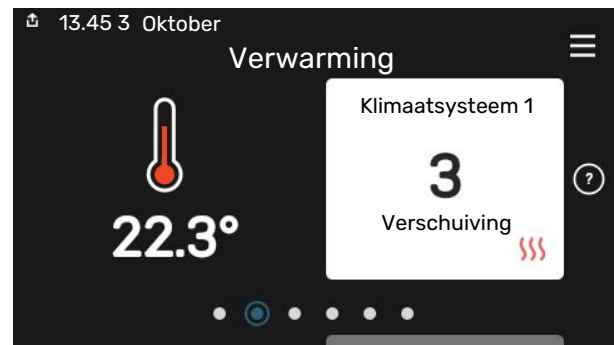 13.45 3 Oktober
Verwarming
Klimaatsysteem 1
3
Verschuiving
22.3°
?